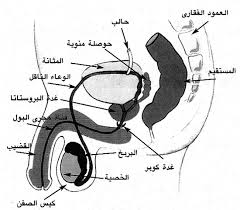 العمود الفقاري
حالب
حوصلة منوية
المثانة
المستقيم
الوعاء الناقل
غدة البروستاتا
قناة مجرى البول
القضيب
البربخ
غدة كوبر
الخصية
كيس الصفن